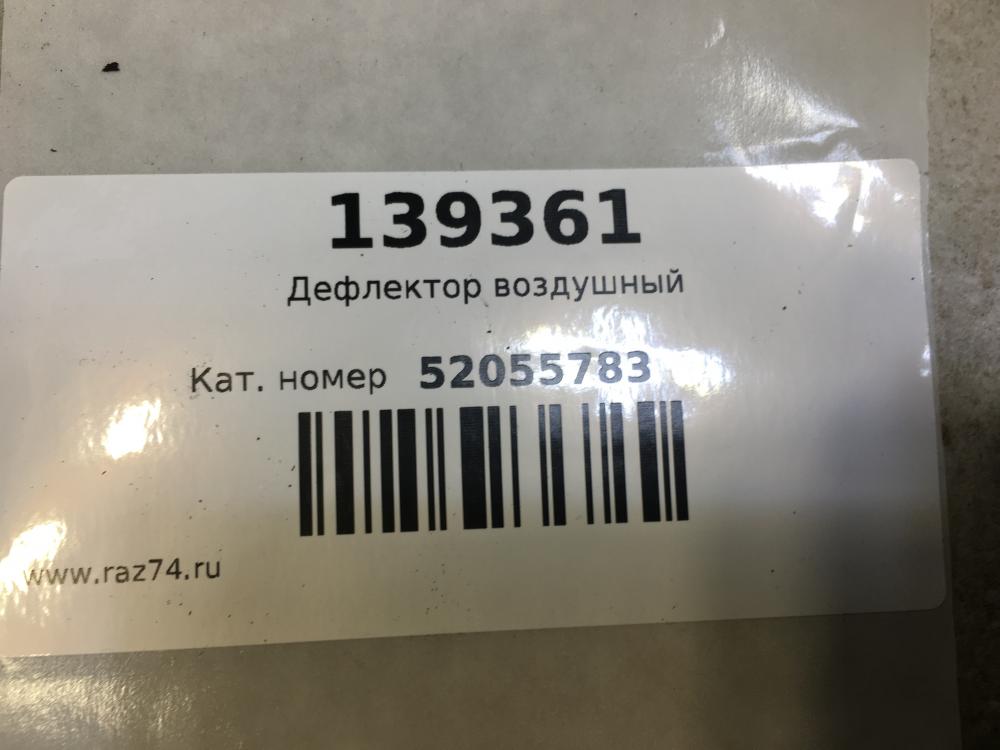 139361
Дефлектор воздушный
Кат. номер 52055783
www.raz74.ru